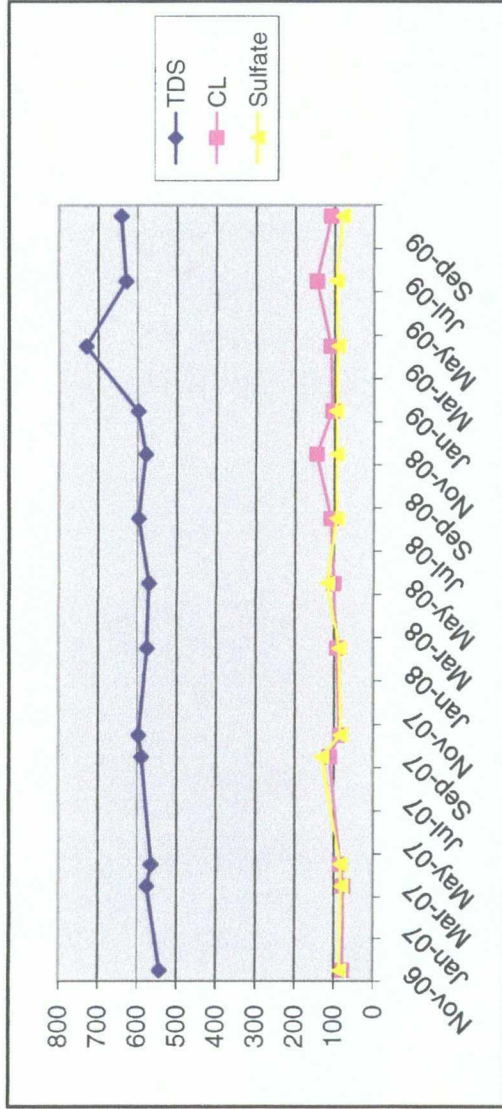 800
700
600
500
400
300
200
100
0
Nov-06
Jan-07
Mar-07
May-07
Jul-07
Sep-07
Nov-07
Jan-08
Mar-08
May-08
Jul-08
Sep-08
Nov-08
Jan-09
Mar-09
May-09
Jul-09
Sep-09
TDS
CL
Sulfate